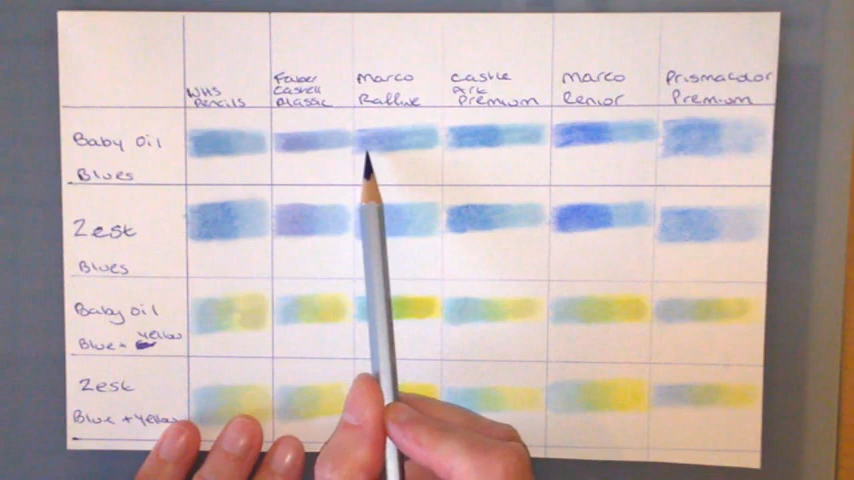 WHS
Pencils
Faber
Castell
Classic
Marco
Raffine
Castle
Art
Premium
Marco
Renior
Prismacolor
Premium
Baby Oil
Blues
Zest
Blues
Baby Oil
Blue + Yellow
Zest
Blue + Yellow